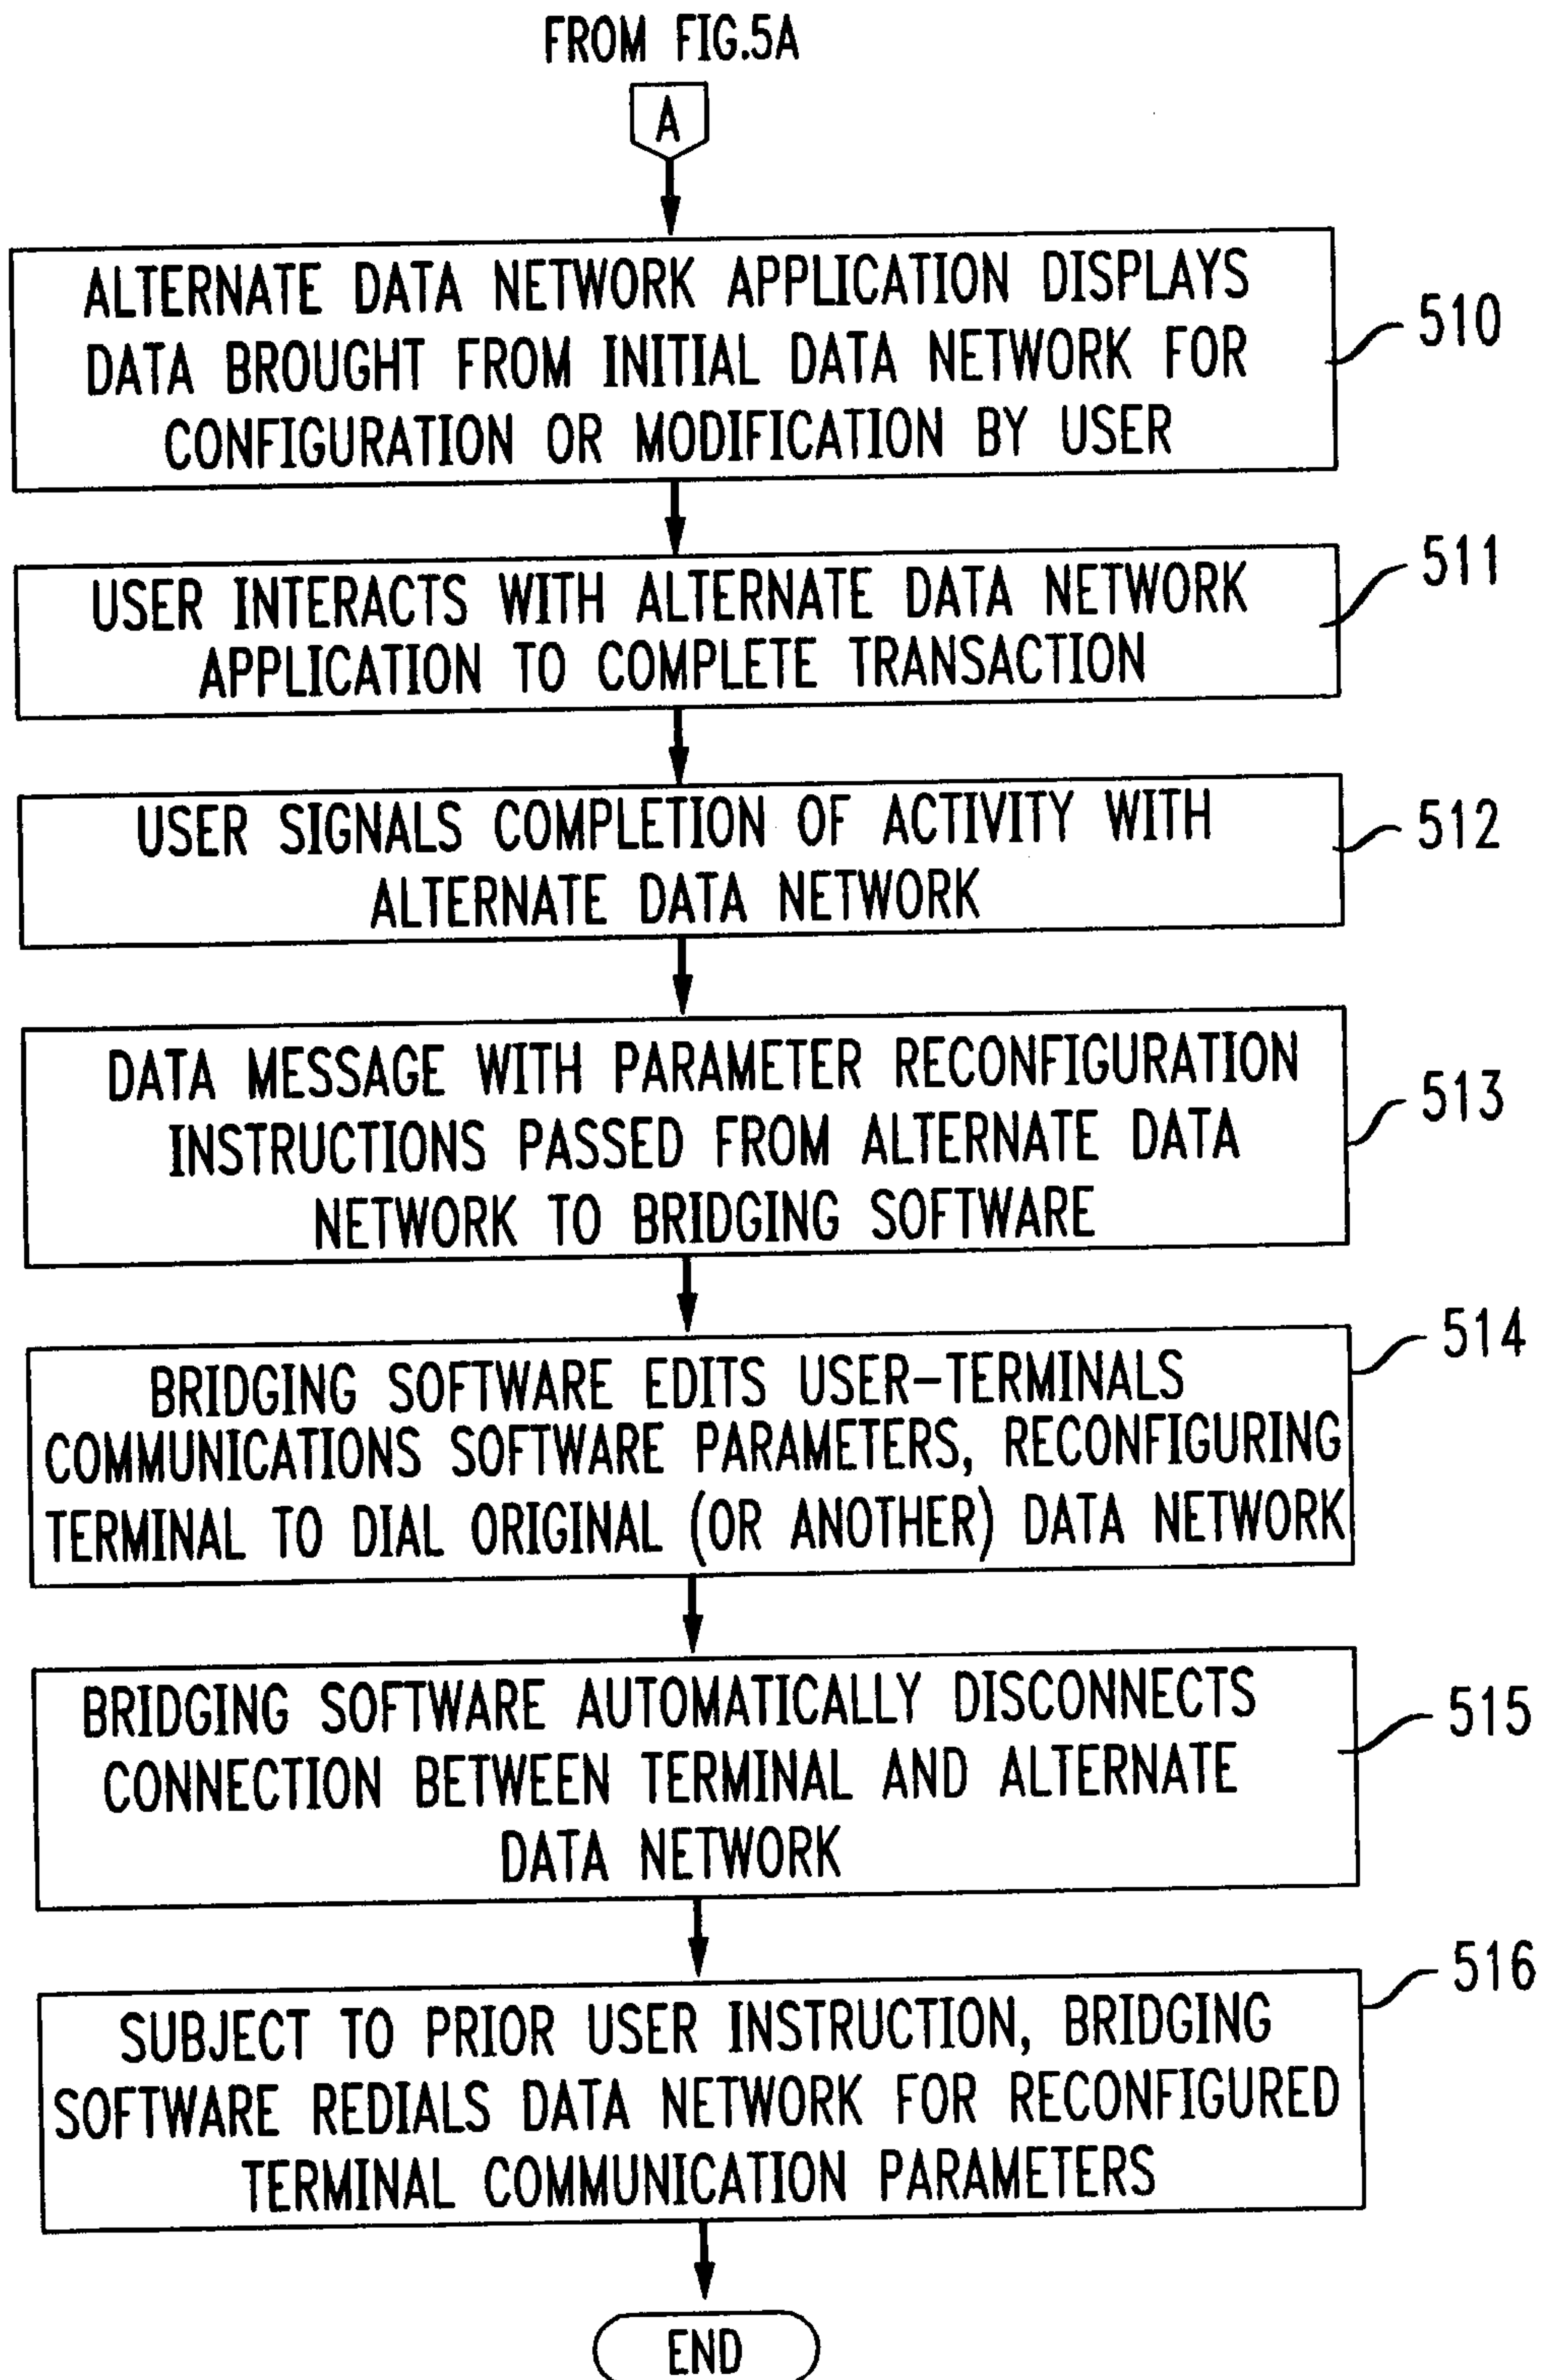 FROM FIG.5A
A
ALTERNATE DATA NETWORK APPLICATION DISPLAYS
DATA BROUGHT FROM INITIAL DATA NETWORK FOR
CONFIGURATION OR MODIFICATION BY USER
510
USER INTERACTS WITH ALTERNATE DATA NETWORK
APPLICATION TO COMPLETE TRANSACTION
511
USER SIGNALS COMPLETION OF ACTIVITY WITH
ALTERNATE DATA NETWORK
512
DATA MESSAGE WITH PARAMETER RECONFIGURATION
INSTRUCTIONS PASSED FROM ALTERNATE DATA
NETWORK TO BRIDGING SOFTWARE
513
BRIDGING SOFTWARE EDITS USER-TERMINALS
COMMUNICATIONS SOFTWARE PARAMETERS, RECONFIGURING
TERMINAL TO DIAL ORIGINAL (OR ANOTHER) DATA NETWORK
514
BRIDGING SOFTWARE AUTOMATICALLY DISCONNECTS
CONNECTION BETWEEN TERMINAL AND ALTERNATE
DATA NETWORK
515
SUBJECT TO PRIOR USER INSTRUCTION, BRIDGING
SOFTWARE REDIALS DATA NETWORK FOR RECONFIGURED
TERMINAL COMMUNICATION PARAMETERS
516
END